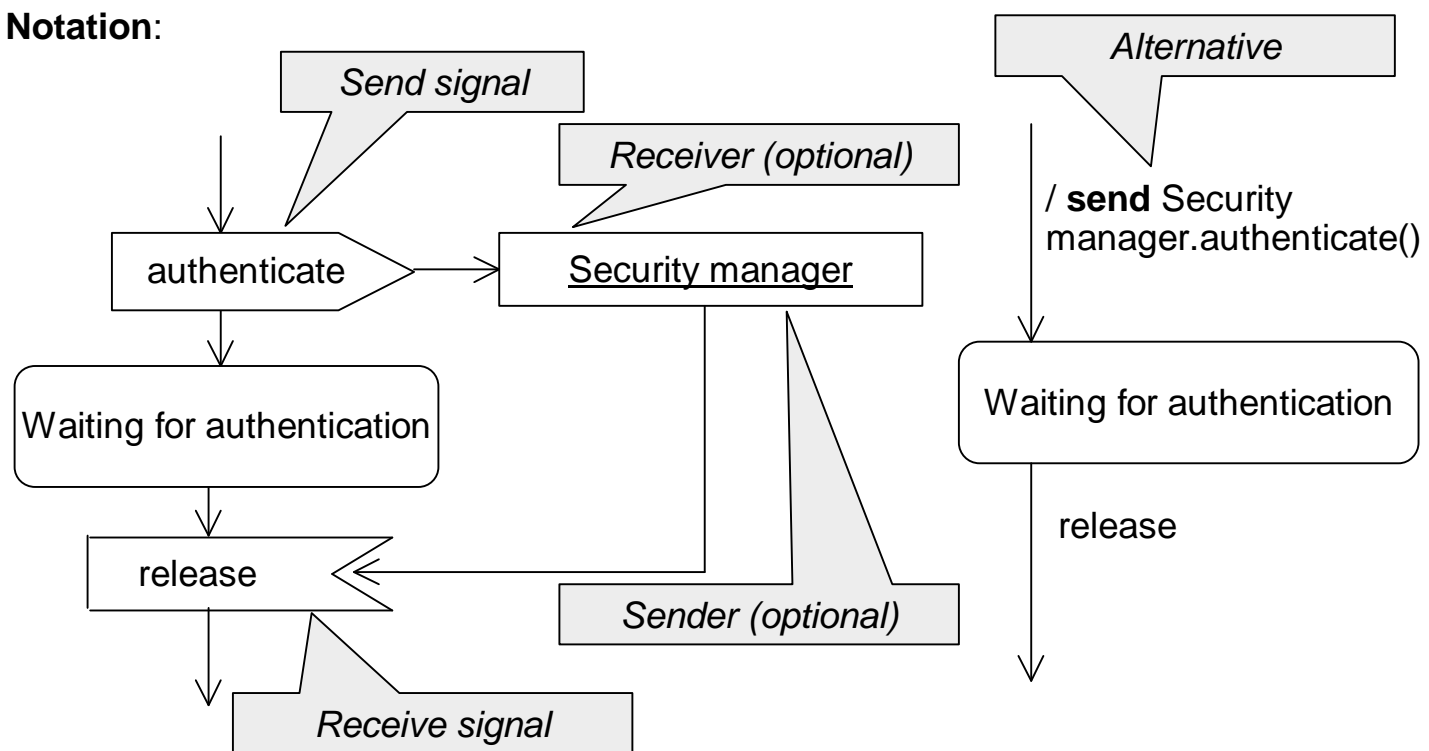 Notation:
Send signal
Receiver (optional)
authenticate
Security manager
Waiting for authentication
release
Sender (optional)
Receive signal
Alternative
/ send Security
manager.authenticate()
Waiting for authentication
release